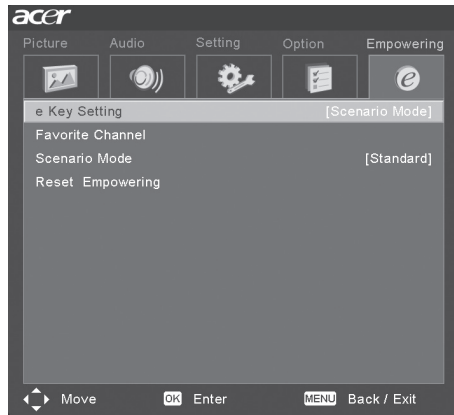 acer
Picture Audio Setting Option Empowering
e
e Key Setting [Scenario Mode]
Favorite Channel
Scenario Mode [Standard]
Reset Empowering
Move OK Enter MENU Back / Exit